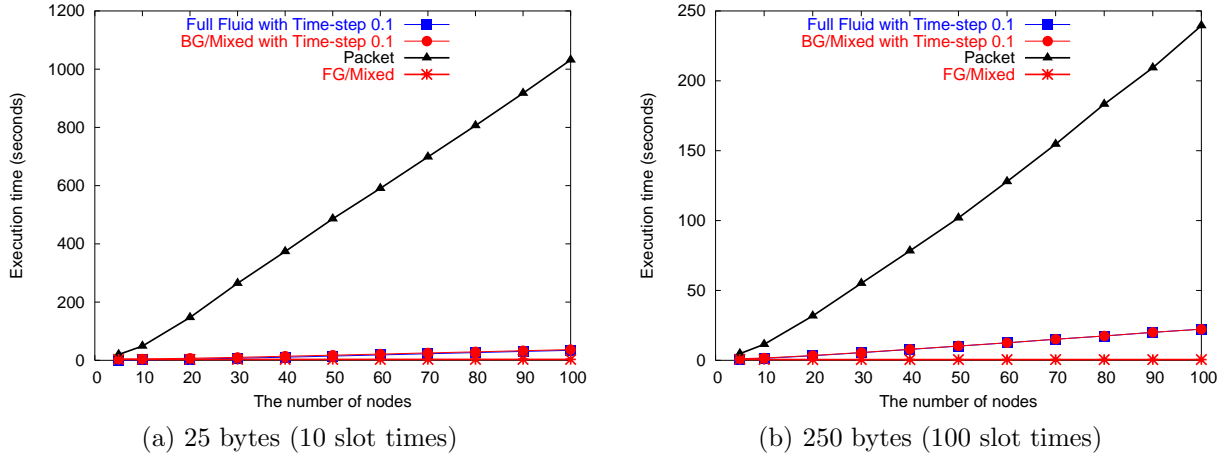 1200
1000
800
600
400
200
0
Execution time (seconds)
Full Fluid with Time-step 0.1
BG/Mixed with Time-step 0.1
Packet
FG/Mixed
0 10 20 30 40 50 60 70 80 90 100
The number of nodes
(a) 25 bytes (10 slot times)
250
200
150
100
50
0
Execution time (seconds)
Full Fluid with Time-step 0.1
BG/Mixed with Time-step 0.1
Packet
FG/Mixed
0 10 20 30 40 50 60 70 80 90 100
The number of nodes
(b) 250 bytes (100 slot times)